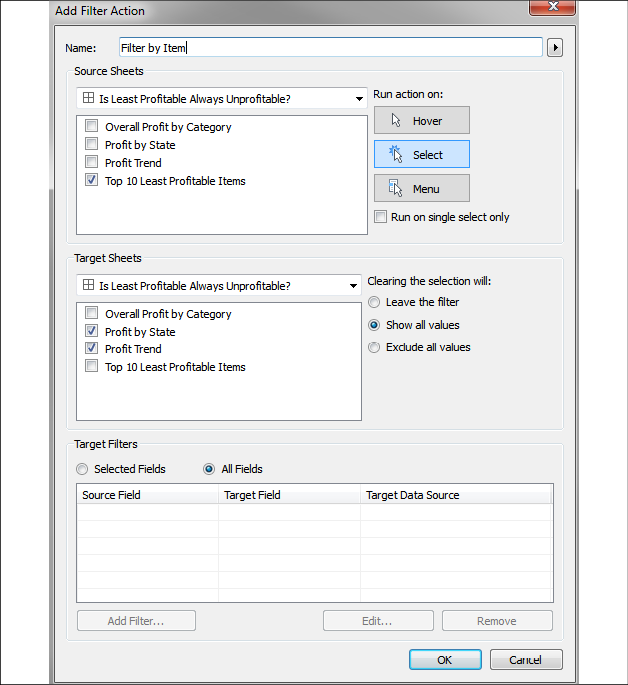 Add Filter Action
Name: Filter by Item
Source Sheets
Is Least Profitable Always Unprofitable?
Overall Profit by Category
Profit by State
Profit Trend
Top 10 Least Profitable Items
Run action on:
Hover
Select
Menu
Run on single select only
Target Sheets
Is Least Profitable Always Unprofitable?
Overall Profit by Category
Profit by State
Profit Trend
Top 10 Least Profitable Items
Clearing the selection will:
Leave the filter
Show all values
Exclude all values
Target Filters
Selected Fields All Fields
Source Field Target Field Target Data Source
Add Filter... Edit... Remove
OK Cancel